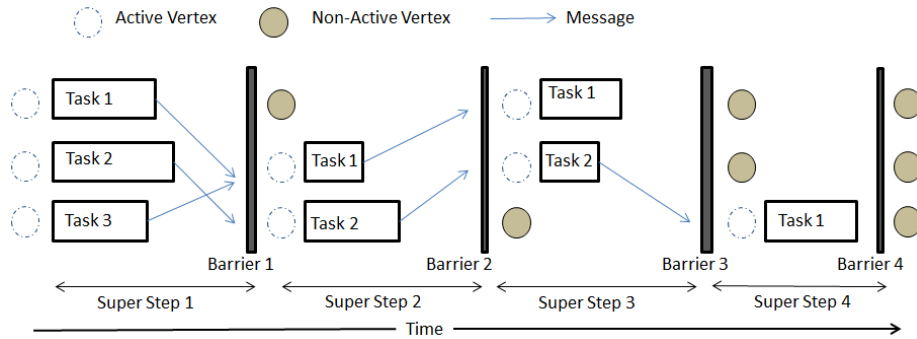 Active Vertex Non-Active Vertex Message
Task 1 Task 1
Task 2 Task 1 Task 2
Task 3 Task 2 Task 1
Barrier 1 Barrier 2 Barrier 3 Barrier 4
Super Step 1 Super Step 2 Super Step 3 Super Step 4
Time